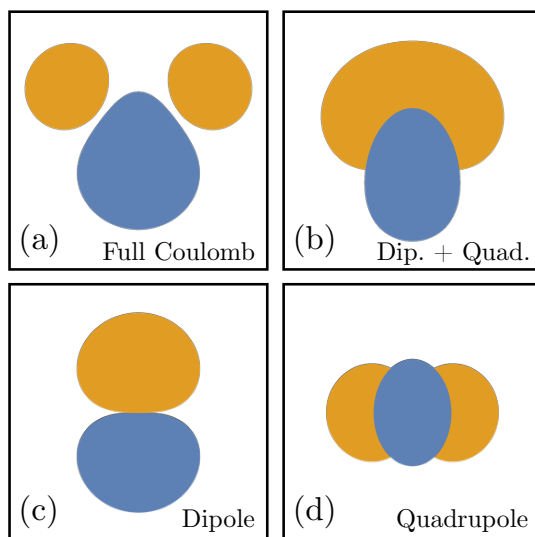 (a)
Full Coulomb
(b)
Dip. + Quad.
(c)
Dipole
(d)
Quadrupole